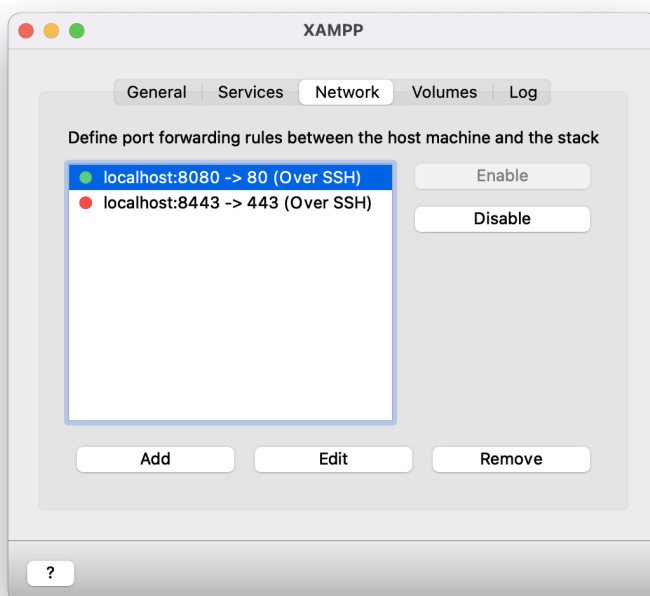 XAMPP
General Services Network Volumes Log
Define port forwarding rules between the host machine and the stack
localhost:8080 -> 80 (Over SSH)
localhost:8443 -> 443 (Over SSH)
Enable
Disable
Add Edit Remove
?